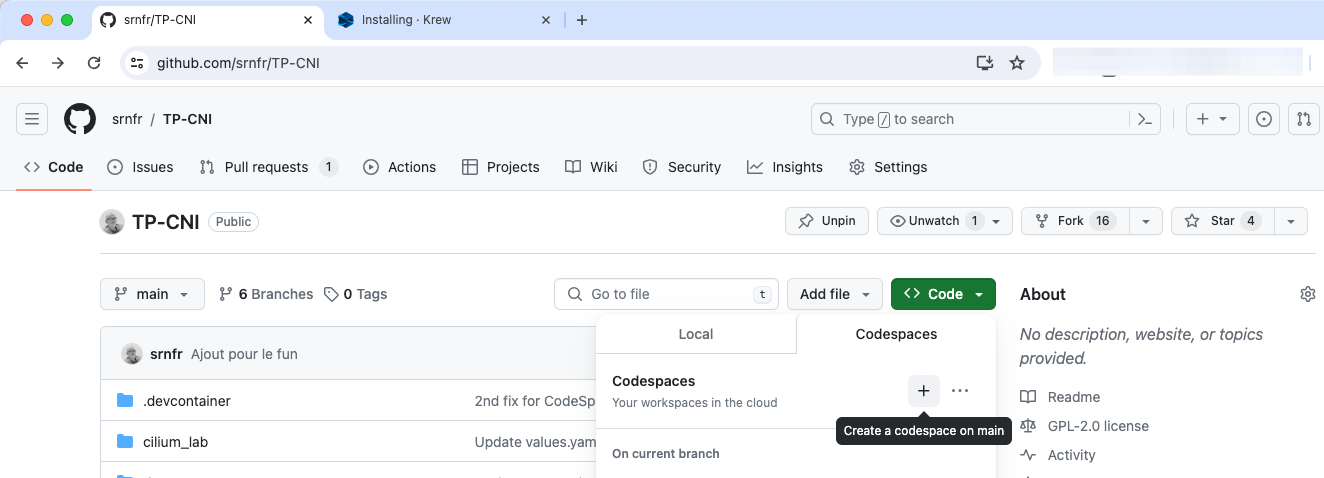 srnfr/TP-CNI
Installing · Krew
github.com/srnfr/TP-CNI
srnfr / TP-CNI
Type / to search
Code Issues Pull requests 1 Actions Projects Wiki Security Insights Settings
TP-CNI Public
Unpin Unwatch 1 Fork 16 Star 4
main 6 Branches 0 Tags Go to file t Add file Code About
Local Codespaces
No description, website, or topics
provided.
srnfr Ajout pour le fun
Codespaces
Your workspaces in the cloud
.devcontainer 2nd fix for CodeSp
Readme
Create a codespace on main
GPL-2.0 license
cilium_lab Update values.yam
On current branch
Activity